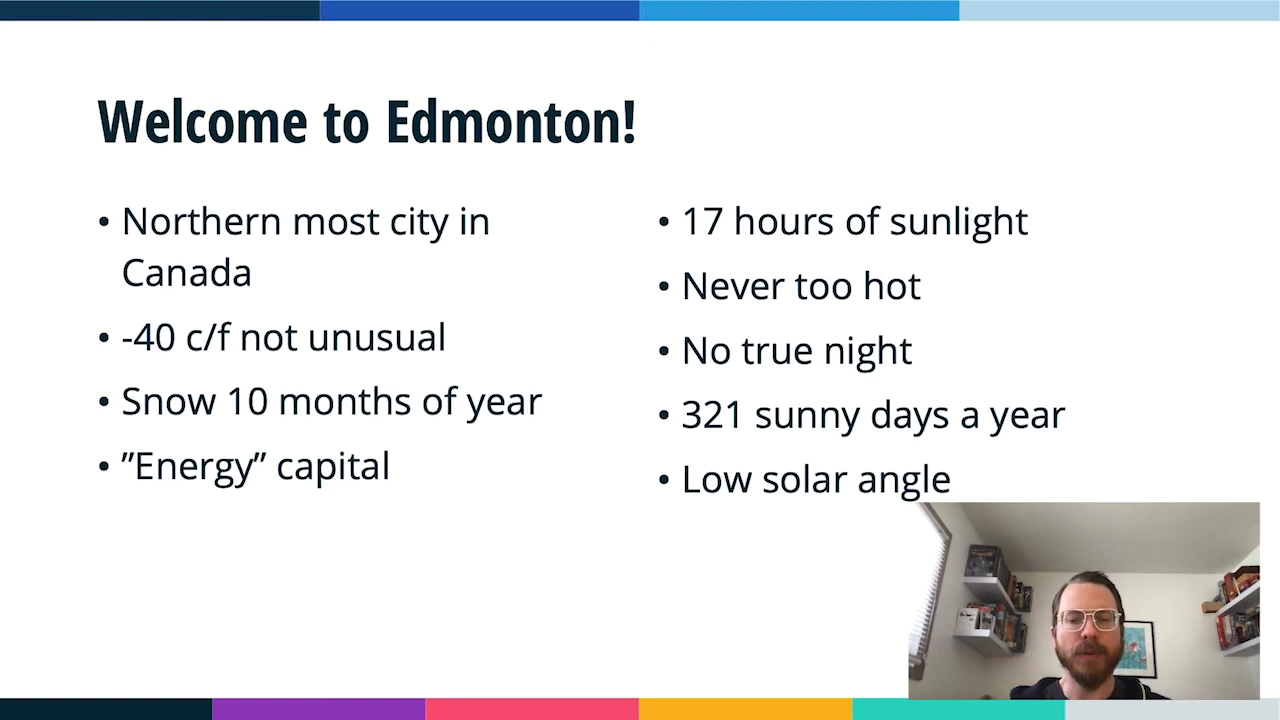 Welcome to Edmonton!
• Northern most city in
Canada
• -40 c/f not unusual
• Snow 10 months of year
• ”Energy” capital
• 17 hours of sunlight
• Never too hot
• No true night
• 321 sunny days a year
• Low solar angle